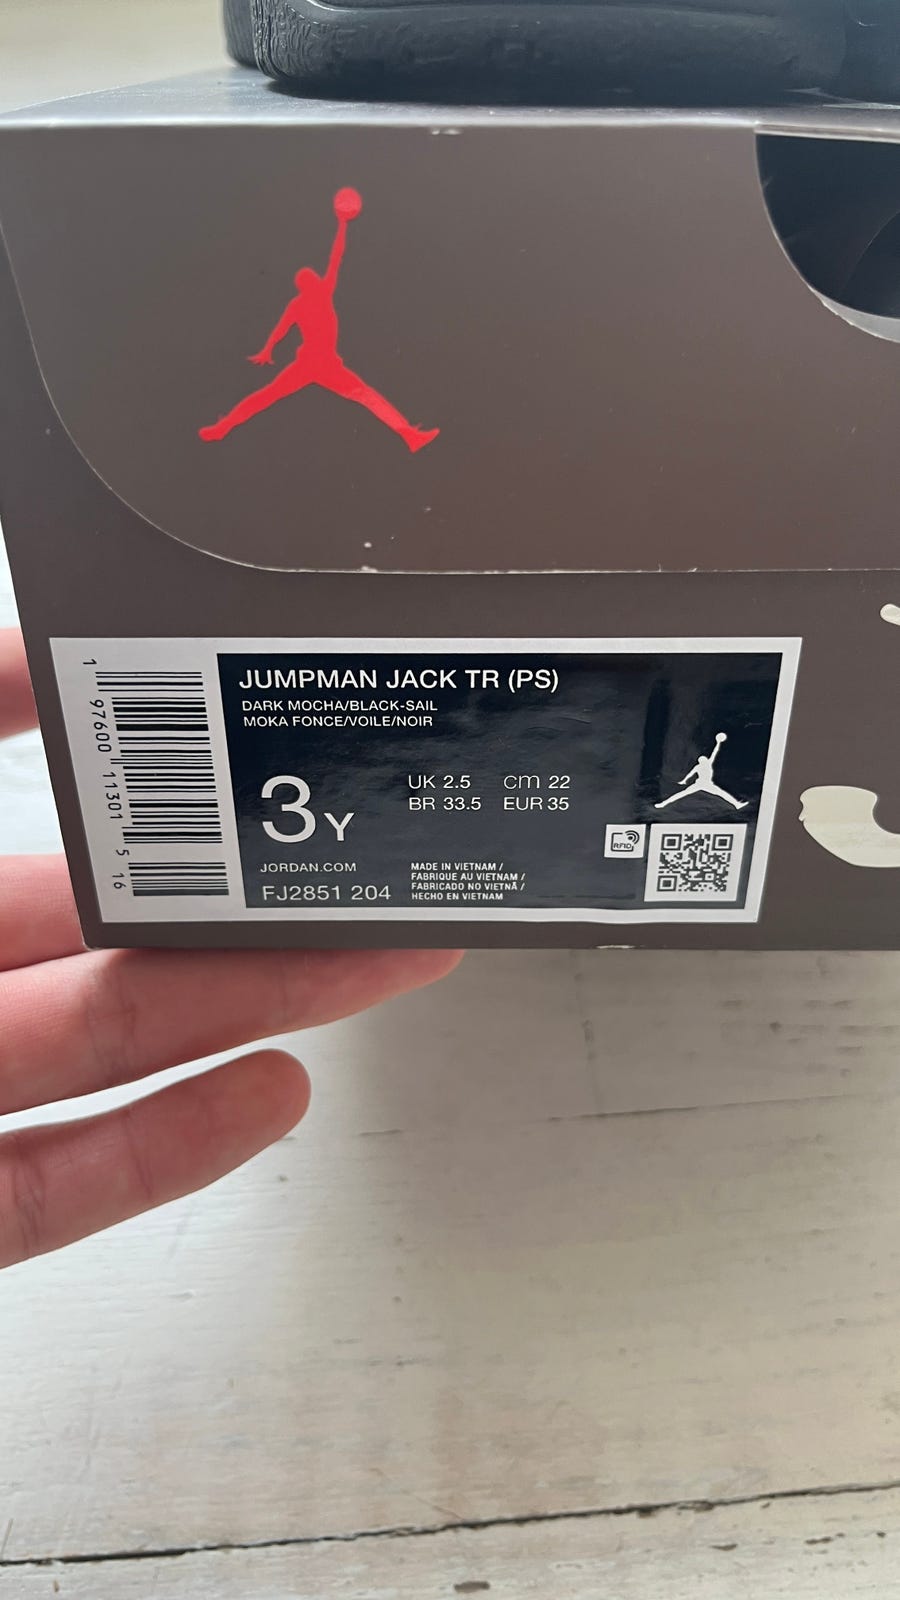 JUMPMAN JACK TR (PS)
DARK MOCHA/BLACK-SAIL
MOKA FONCE/VOILE/NOIR
3Y
UK 2.5 cm 22
BR 33.5 EUR 35
RFID
JORDAN.COM
FJ2851 204
MADE IN VIETNAM /
FABRIQUE AU VIETNAM /
FABRICADO NO VIETNÃ /
HECHO EN VIETNAM
1 97600 11301 5 16